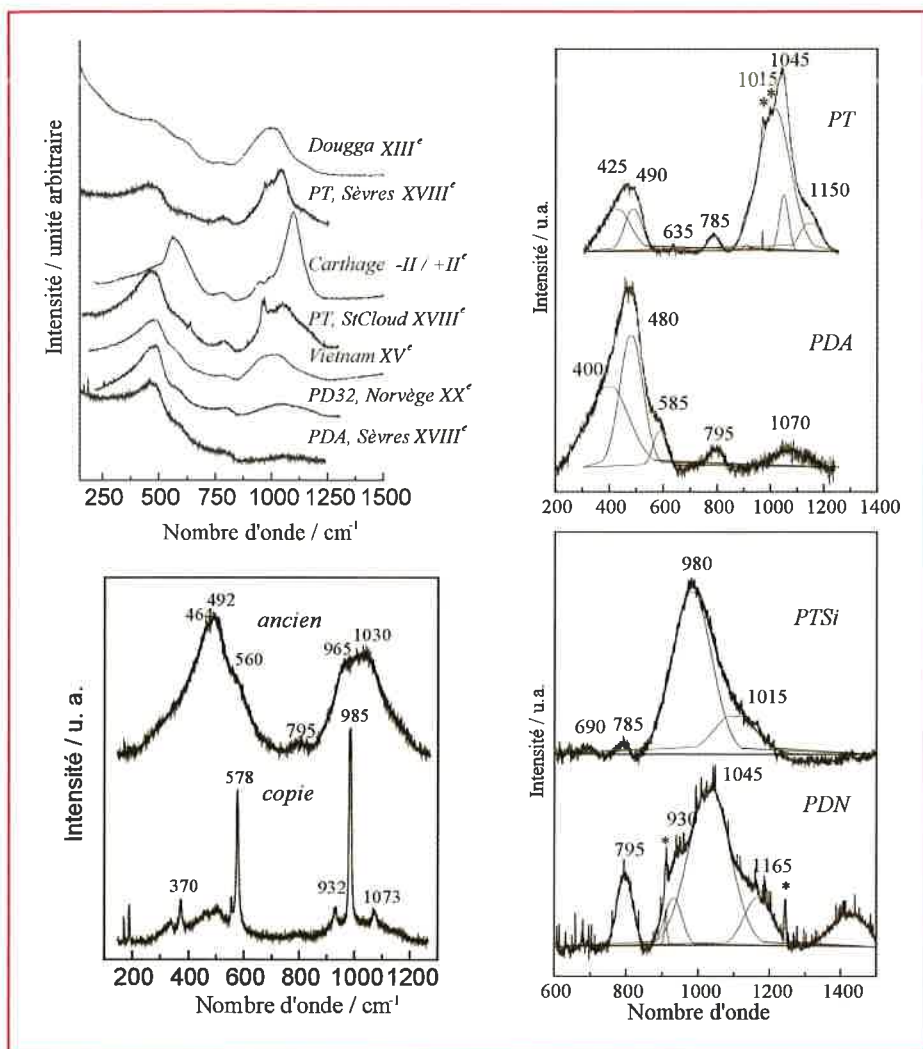 Intensité / unité arbitraire
Dougga XIIIe
PT, Sèvres XVIIIe
Carthage -II / +IIe
PT, StCloud XVIIIe
Vietnam XVe
PD32, Norvège XXe
PDA, Sèvres XVIIIe
250 500 750 1000 1250 1500
Nombre d'onde / cm-1
Intensité / u.a.
1045
1015
* *
PT
425
490
635
785
1150
PDA
480
400
585
795
1070
200 400 600 800 1000 1200 1400
Intensité / u. a.
492
464
ancien
560
795
965
1030
985
578
copie
370
932
1073
200 400 600 800 1000 1200
Nombre d'onde / cm-1
Intensité / u.a.
980
PTSi
1015
690
785
1045
PDN
930
*
795
1165
*
600 800 1000 1200 1400
Nombre d'onde